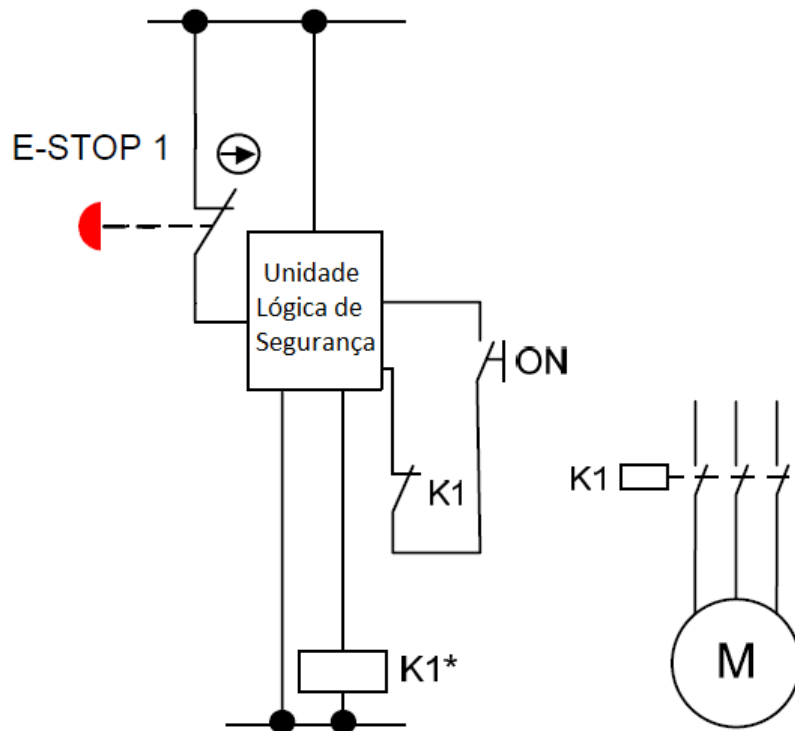 E-STOP 1
Unidade
Lógica de
Segurança
ON
K1
K1
K1*
M